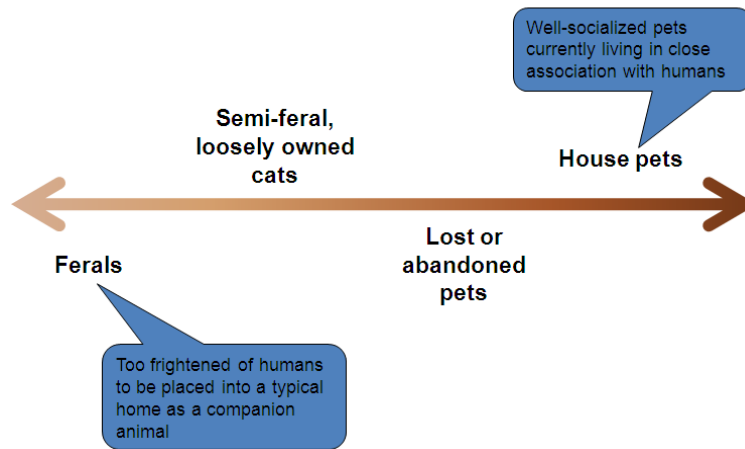 Well-socialized pets
currently living in close
association with humans
Semi-feral,
loosely owned
cats
House pets
Lost or
abandoned
pets
Ferals
Too frightened of humans
to be placed into a typical
home as a companion
animal